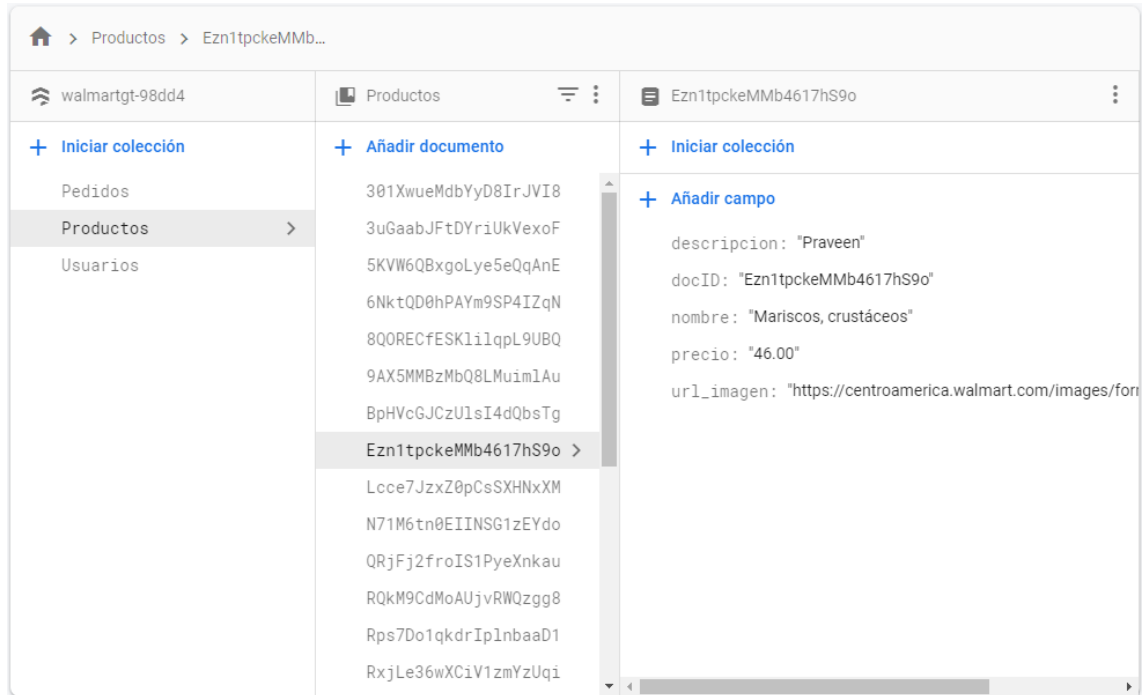 Productos > Ezn1tpckeMMb...
walmartgt-98dd4
Iniciar colección
Pedidos
Productos
Usuarios
Productos
Añadir documento
301XwueMdbYyD8IrJVI8
3uGaabJFtDYriUkVexoF
5KVW6QBxgoLye5eQqAnE
6NktQD0hPAYm9SP4IZqN
8QORECfESKlilqpL9UBQ
9AX5MMBzMbQ8LMuimlAu
BpHVcGJCzUlsI4dQbsTg
Ezn1tpckeMMb4617hS9o
Lcce7JzxZ0pCsSXHNxXM
N71M6tn0EIINSG1zEYdo
QRjFj2froIS1PyeXnkau
RQkM9CdMoAUjvRWQzgg8
Rps7Do1qkdrIplnbaaD1
RxjLe36wXCiV1zmYzUqi
Ezn1tpckeMMb4617hS9o
Iniciar colección
Añadir campo
descripcion: "Praveen"
docID: "Ezn1tpckeMMb4617hS9o"
nombre: "Mariscos, crustáceos"
precio: "46.00"
url_imagen: "https://centroamerica.walmart.com/images/for